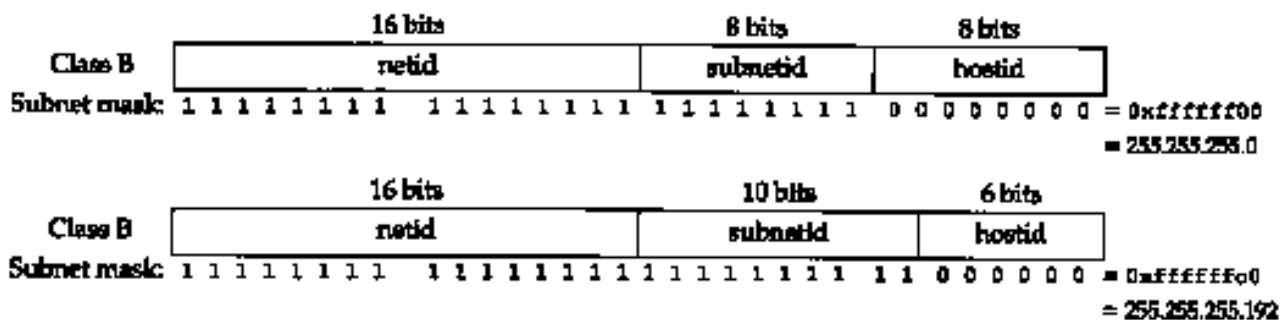 16 bits 8 bits 8 bits
Class B netid subnetid hostid
Subnet mask: 1 1 1 1 1 1 1 1 1 1 1 1 1 1 1 1 1 1 1 1 1 1 1 1 0 0 0 0 0 0 0 0 = 0xffffff00
= 255.255.255.0
16 bits 10 bits 6 bits
Class B netid subnetid hostid
Subnet mask: 1 1 1 1 1 1 1 1 1 1 1 1 1 1 1 1 1 1 1 1 1 1 1 1 1 1 0 0 0 0 0 0 = 0xffffffc0
= 255.255.255.192